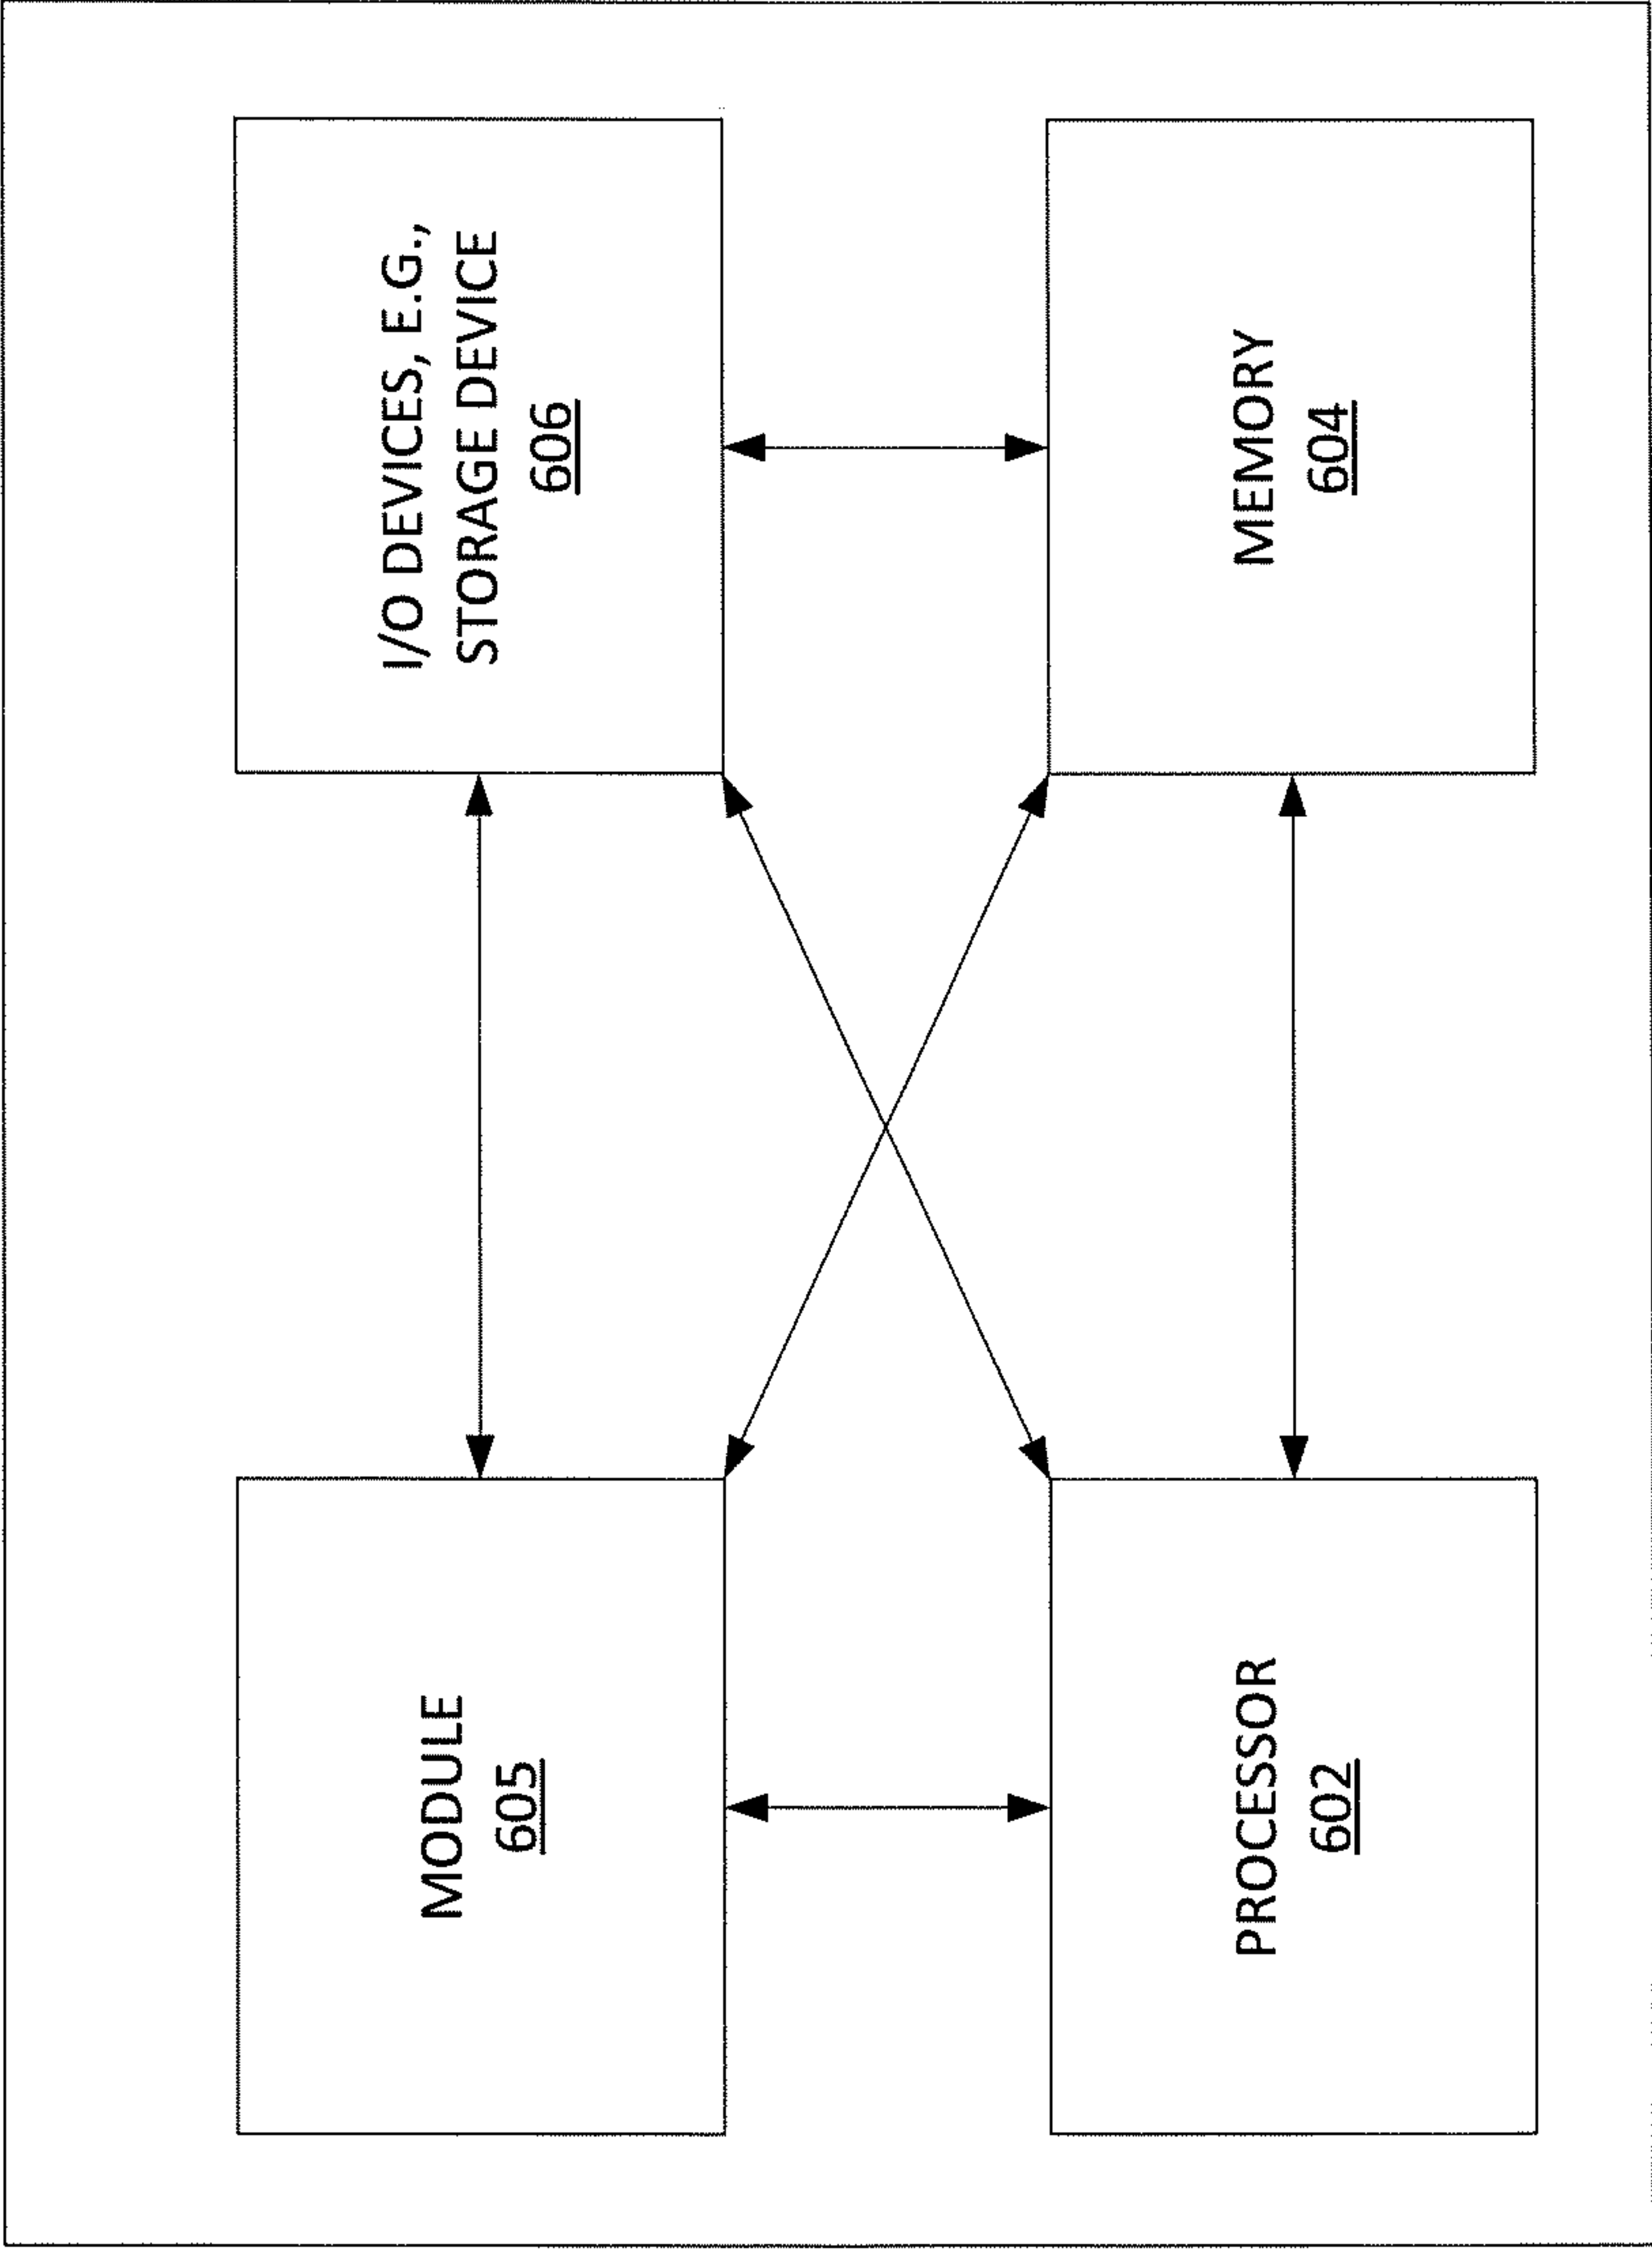 MODULE
605
I/O DEVICES, E.G.,
STORAGE DEVICE
606
PROCESSOR
602
MEMORY
604